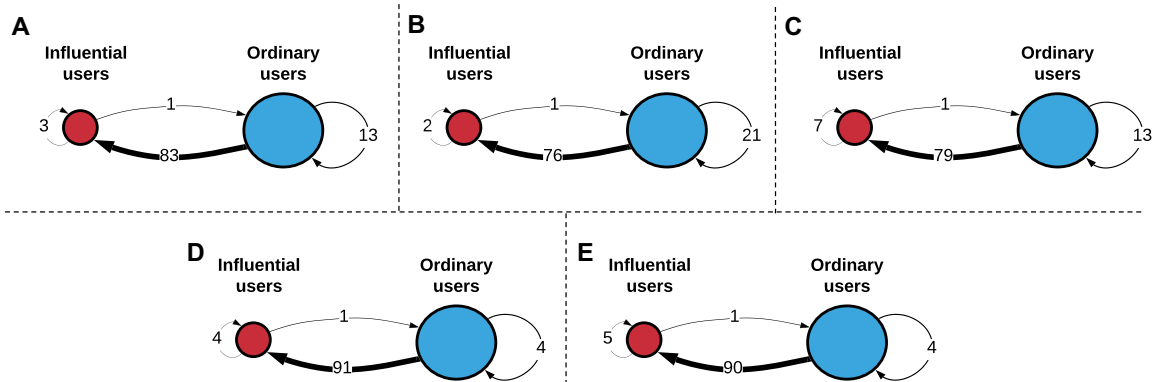 A
Influential
users
Ordinary
users
3
1
83
13
B
Influential
users
Ordinary
users
2
1
76
21
C
Influential
users
Ordinary
users
7
1
79
13
D
Influential
users
Ordinary
users
4
1
91
4
E
Influential
users
Ordinary
users
5
1
90
4